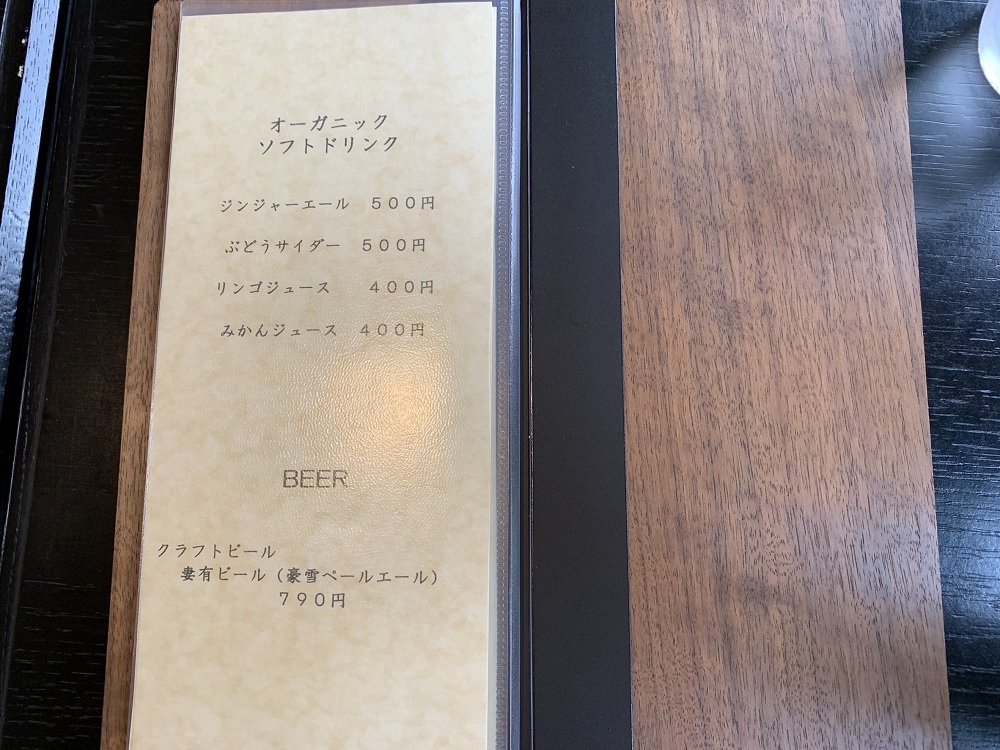 オーガニック
ソフトドリンク
ジンジャーエール　５００円
ぶどうサイダー　５００円
リンゴジュース　４００円
みかんジュース　４００円
BEER
クラフトビール
妻有ビール（豪雪ペールエール）
７９０円